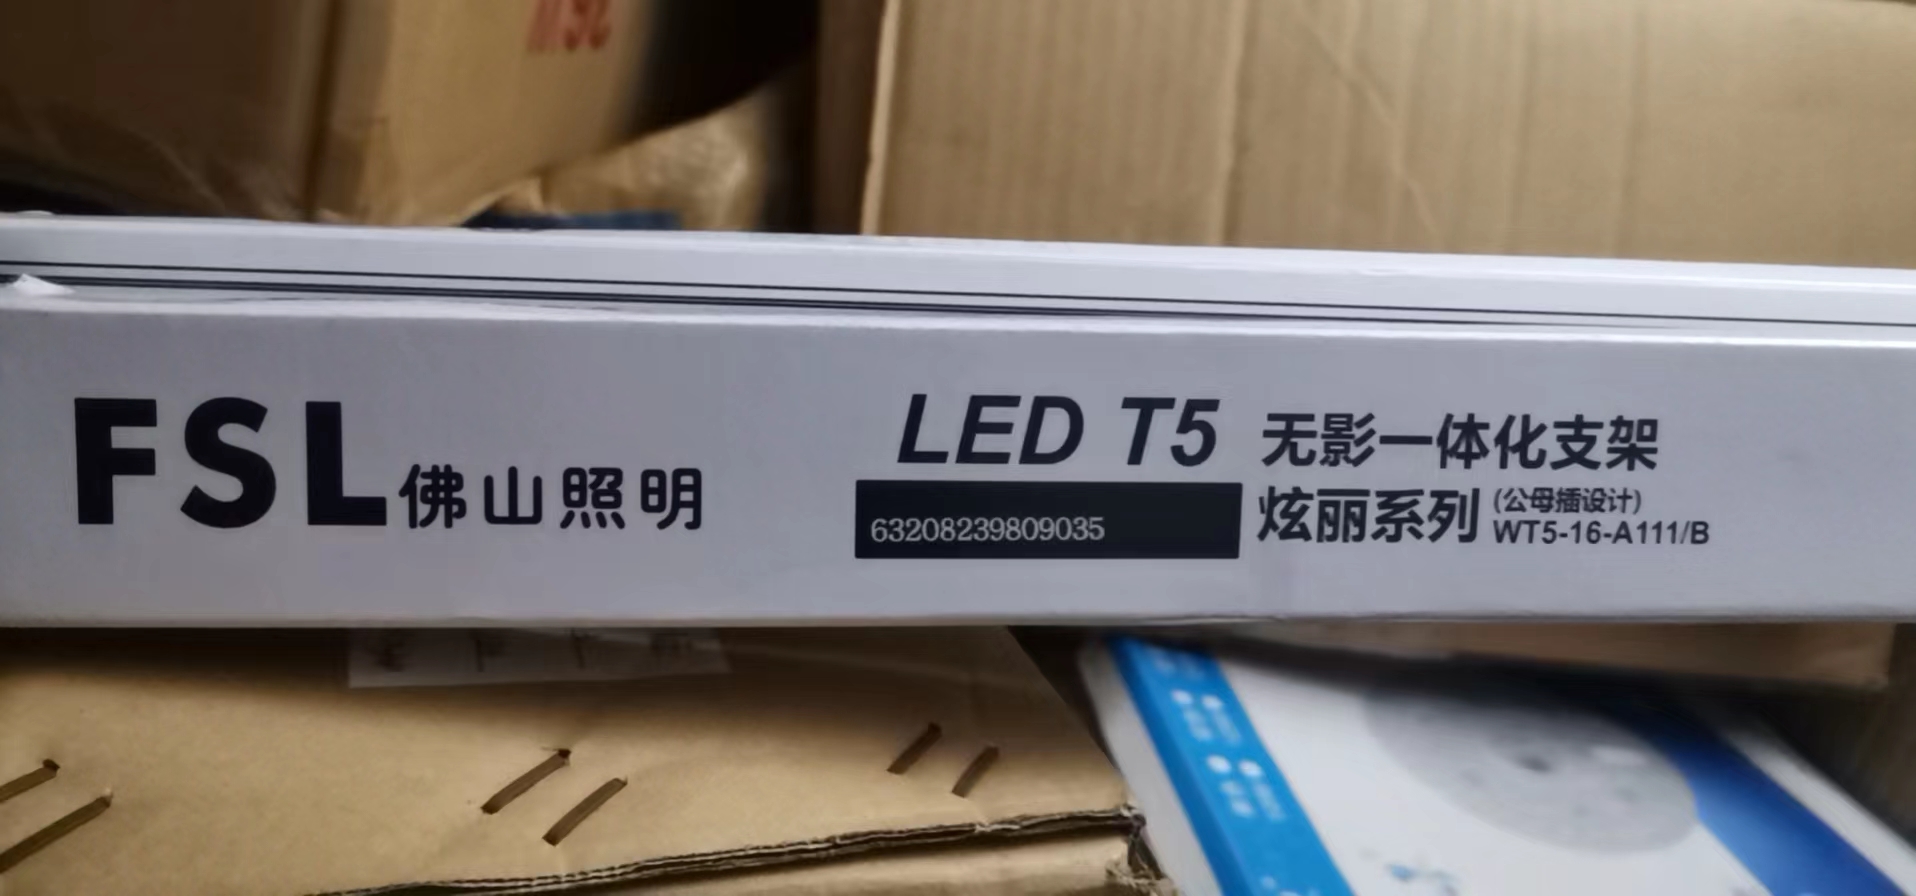 FSL佛山照明
LED T5 无影一体化支架
63208239809035
炫丽系列 (公母插设计)
WT5-16-A111/B